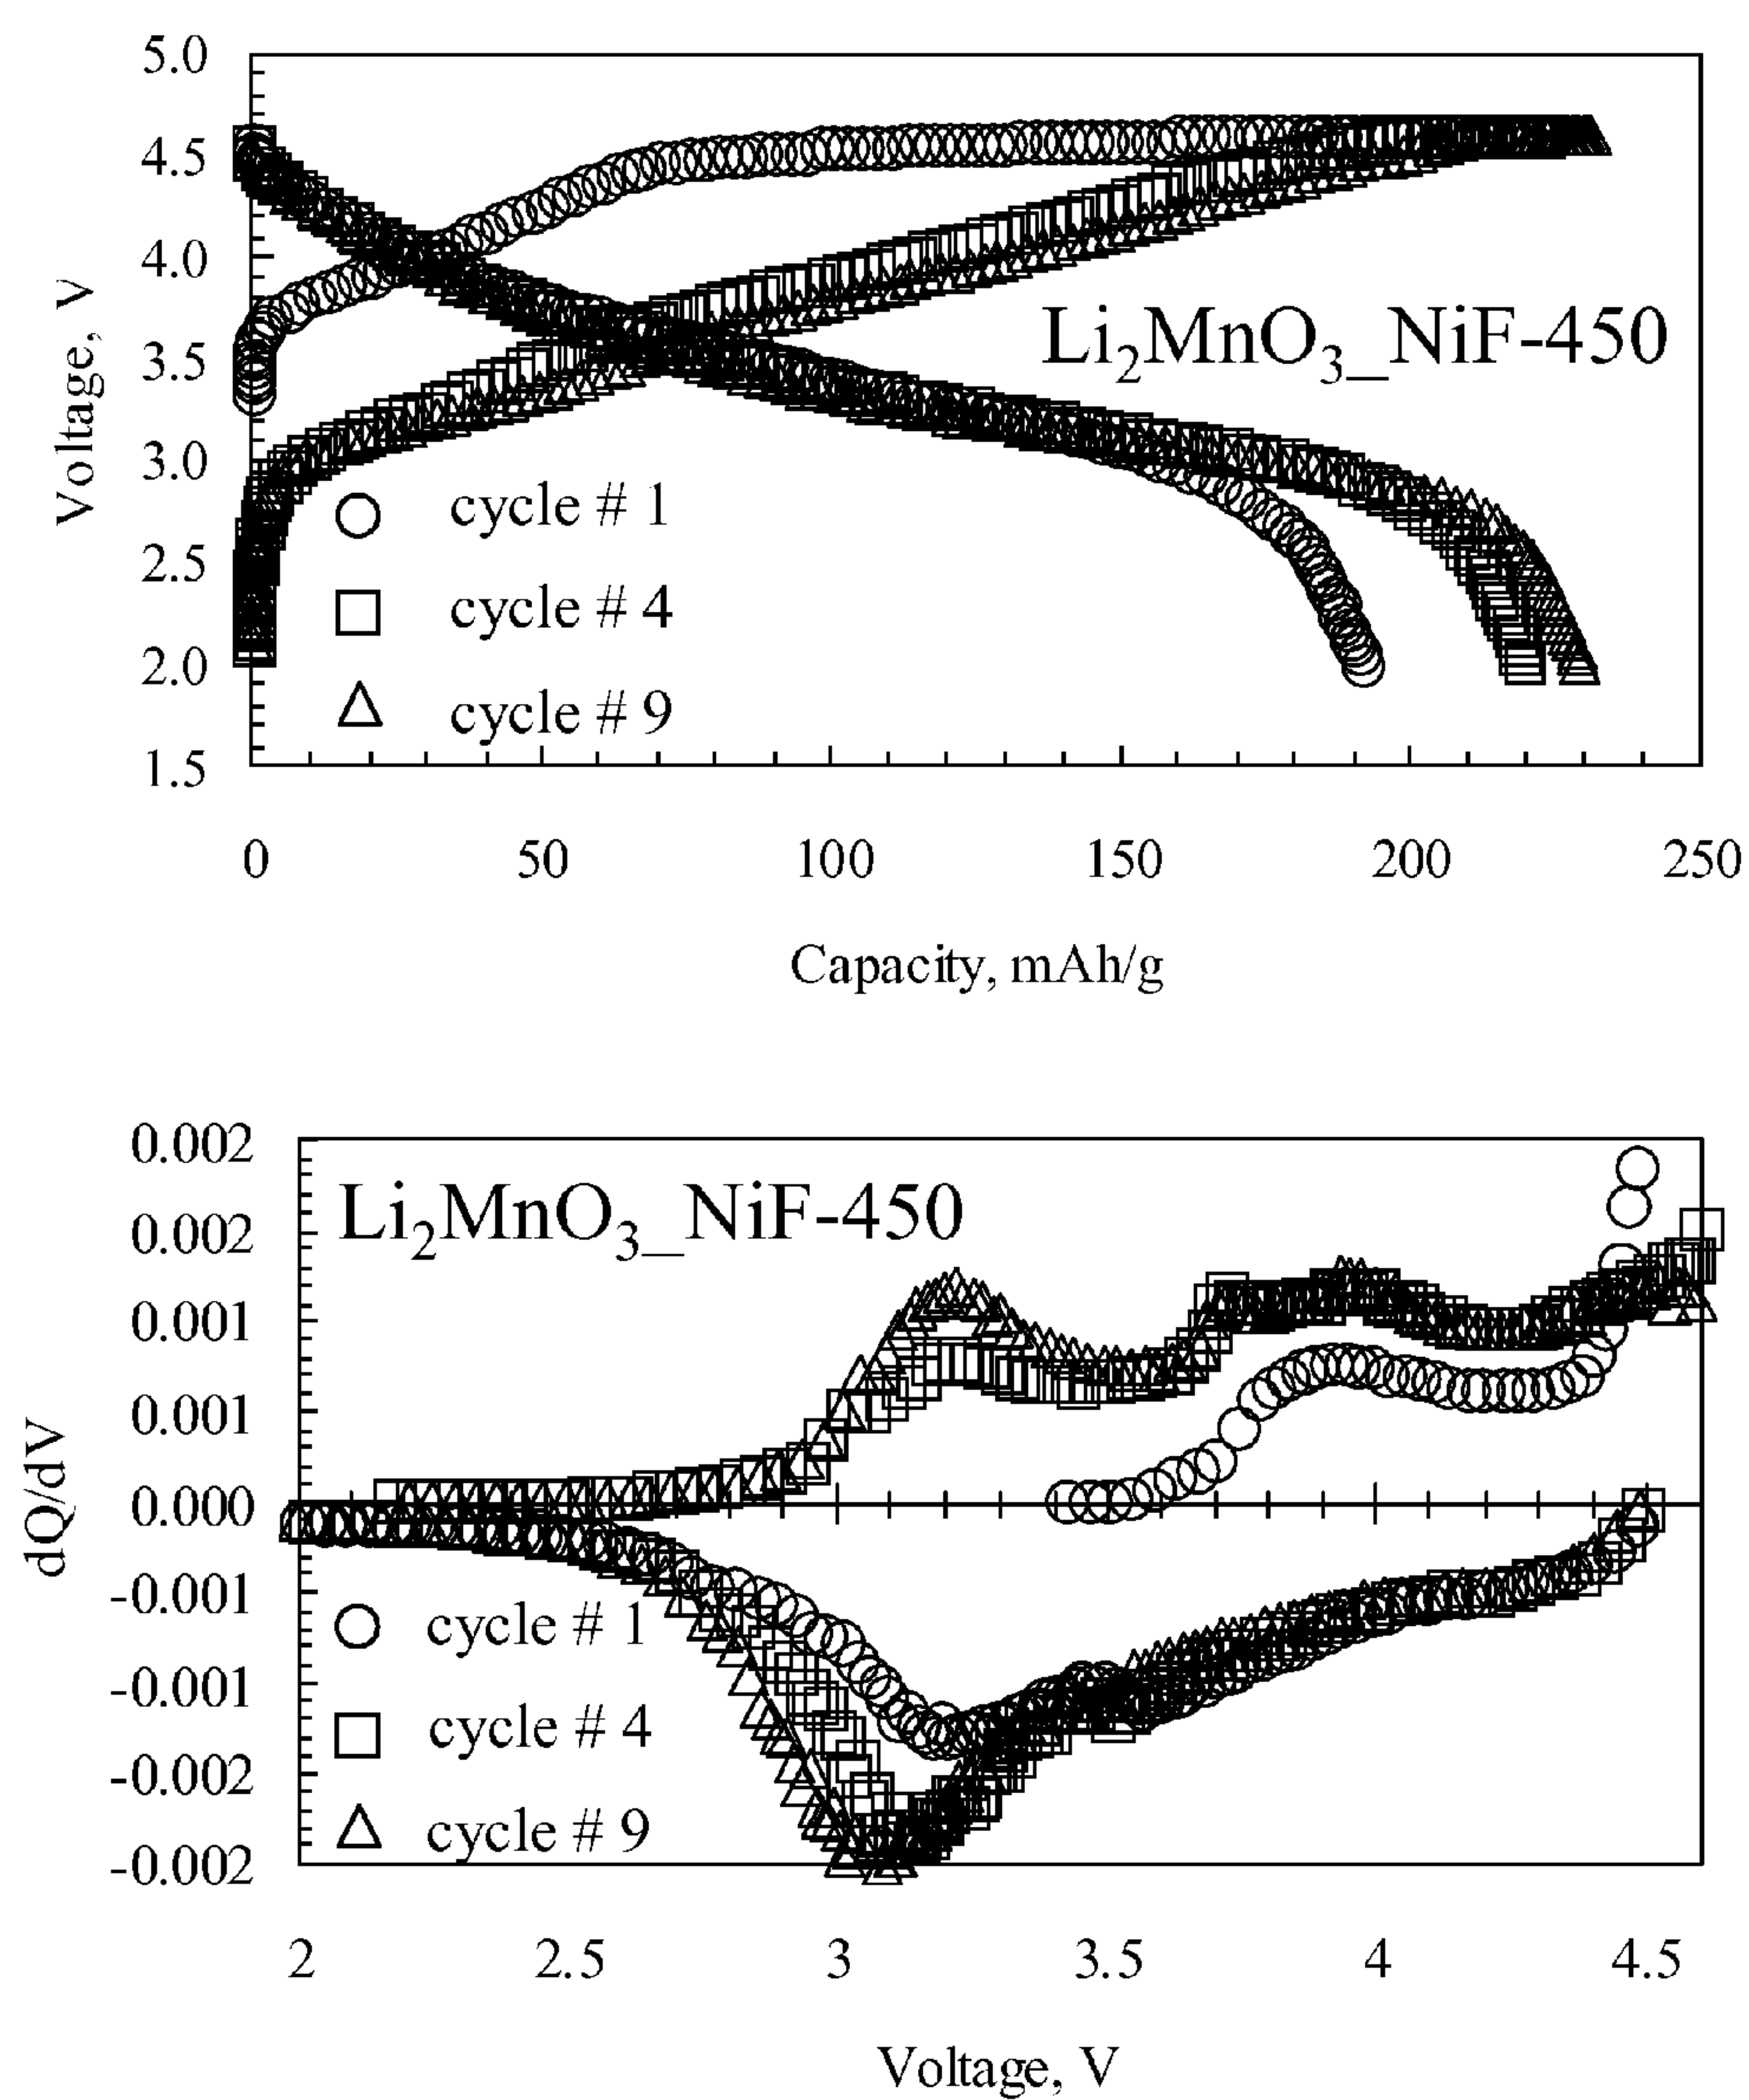 5.0
4.5
4.0
3.5
3.0
2.5
2.0
1.5
Voltage, V
Li₂MnO₃_NiF-450
cycle # 1
cycle # 4
cycle # 9
0 50 100 150 200 250
Capacity, mAh/g
0.002
0.002
0.001
0.001
0.000
-0.001
-0.001
-0.002
-0.002
dQ/dV
Li₂MnO₃_NiF-450
cycle # 1
cycle # 4
cycle # 9
2 2.5 3 3.5 4 4.5
Voltage, V